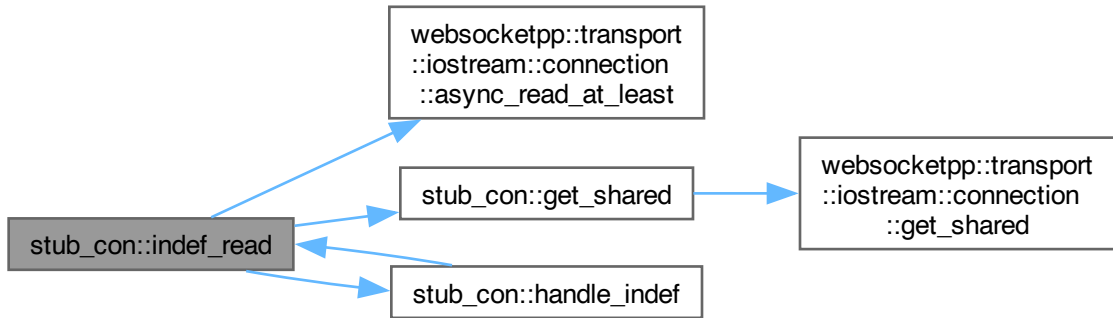 websocketpp::transport
::iostream::connection
::async_read_at_least
stub_con::indef_read
stub_con::get_shared
stub_con::handle_indef
websocketpp::transport
::iostream::connection
::get_shared